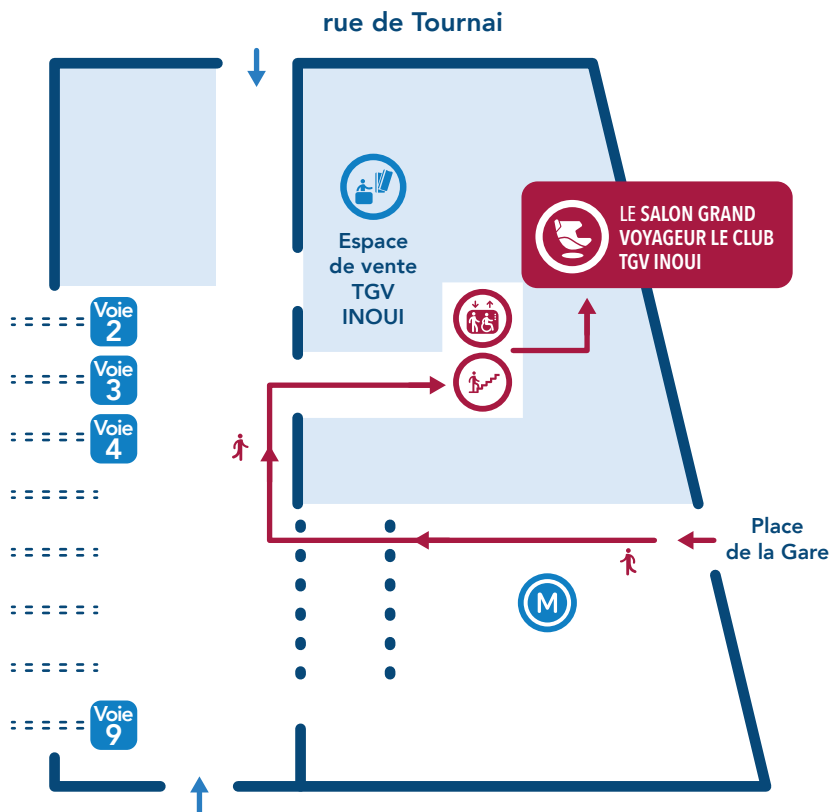 rue de Tournai
LE SALON GRAND
VOYAGEUR LE CLUB
TGV INOUI
Espace
de vente
TGV
INOUI
Voie
2
Voie
3
Voie
4
Place
de la Gare
M
Voie
9